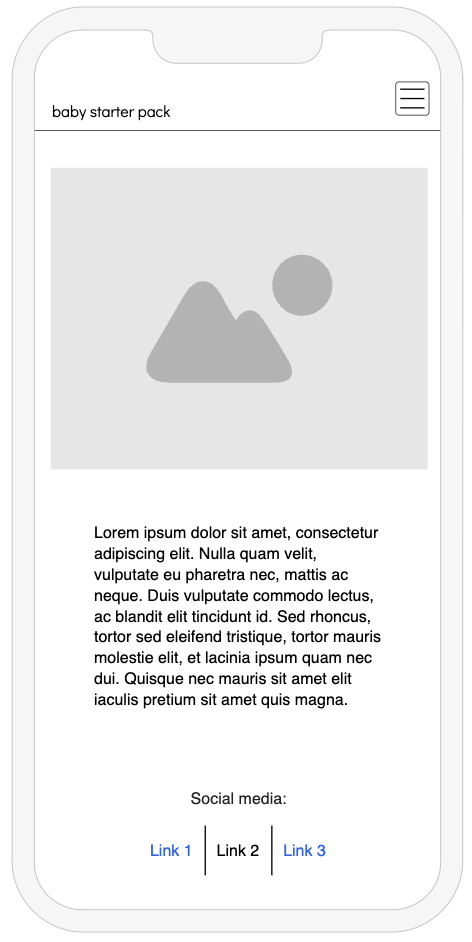 baby starter pack
Lorem ipsum dolor sit amet, consectetur
adipiscing elit. Nulla quam velit,
vulputate eu pharetra nec, mattis ac
neque. Duis vulputate commodo lectus,
ac blandit elit tincidunt id. Sed rhoncus,
tortor sed eleifend tristique, tortor mauris
molestie elit, et lacinia ipsum quam nec
dui. Quisque nec mauris sit amet elit
iaculis pretium sit amet quis magna.
Social media:
Link 1 Link 2 Link 3